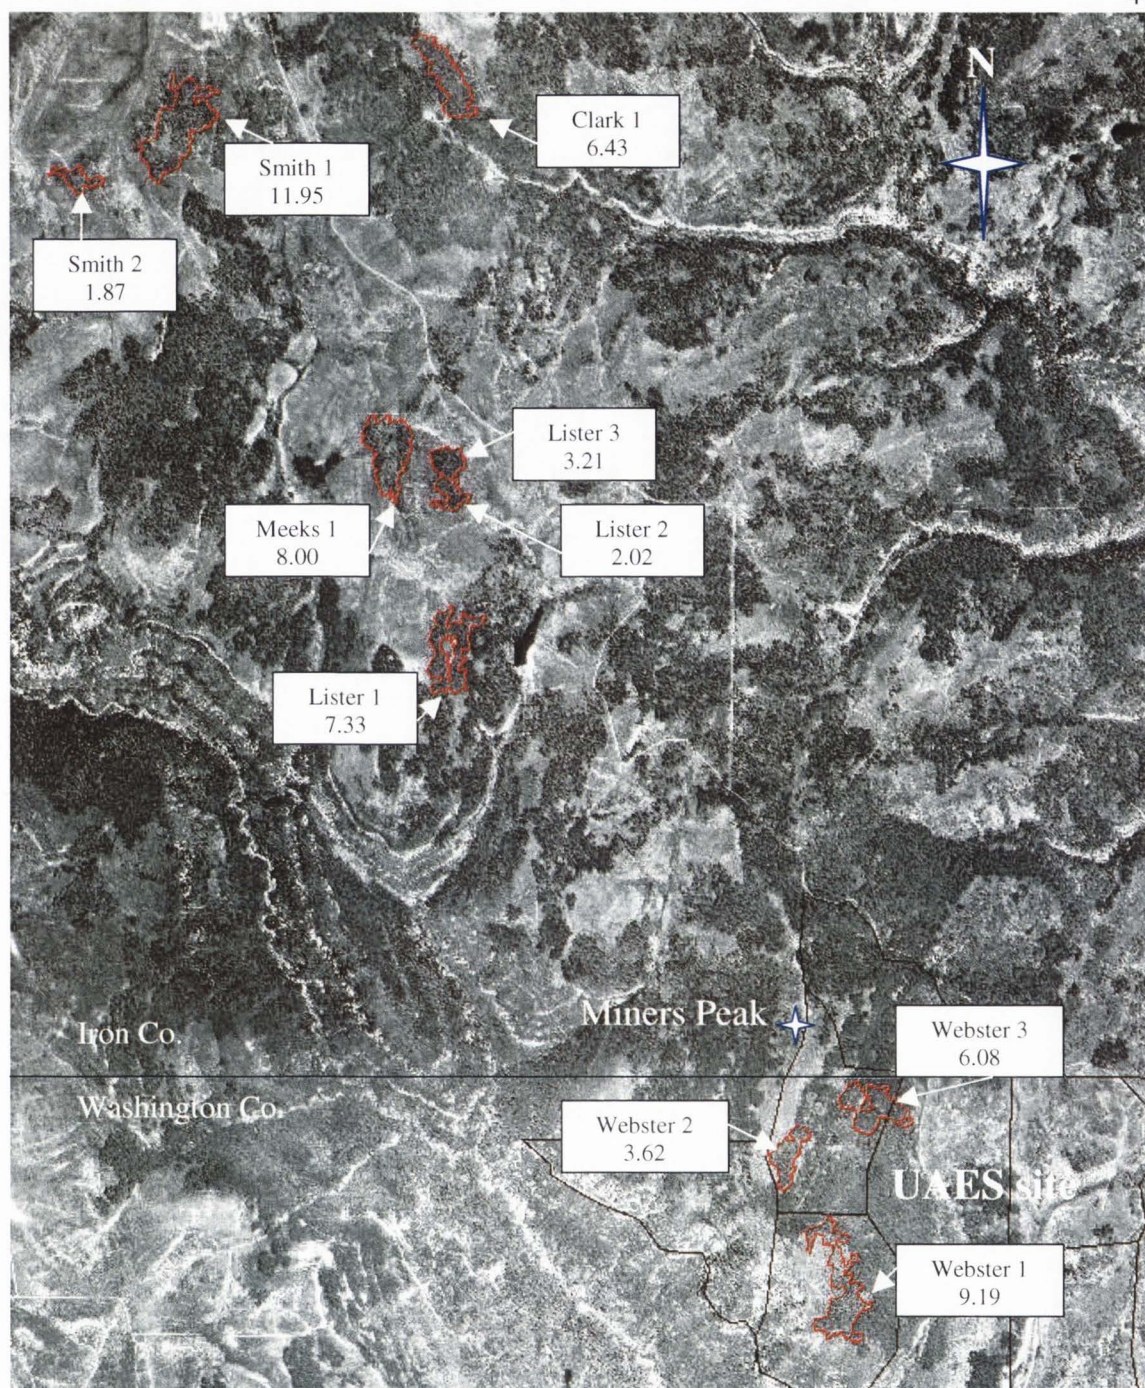 N
Clark 1
6.43
Smith 1
11.95
Smith 2
1.87
Lister 3
3.21
Meeks 1
8.00
Lister 2
2.02
Lister 1
7.33
Miners Peak
Iron Co.
Webster 3
6.08
Washington Co.
Webster 2
3.62
UAES site
Webster 1
9.19